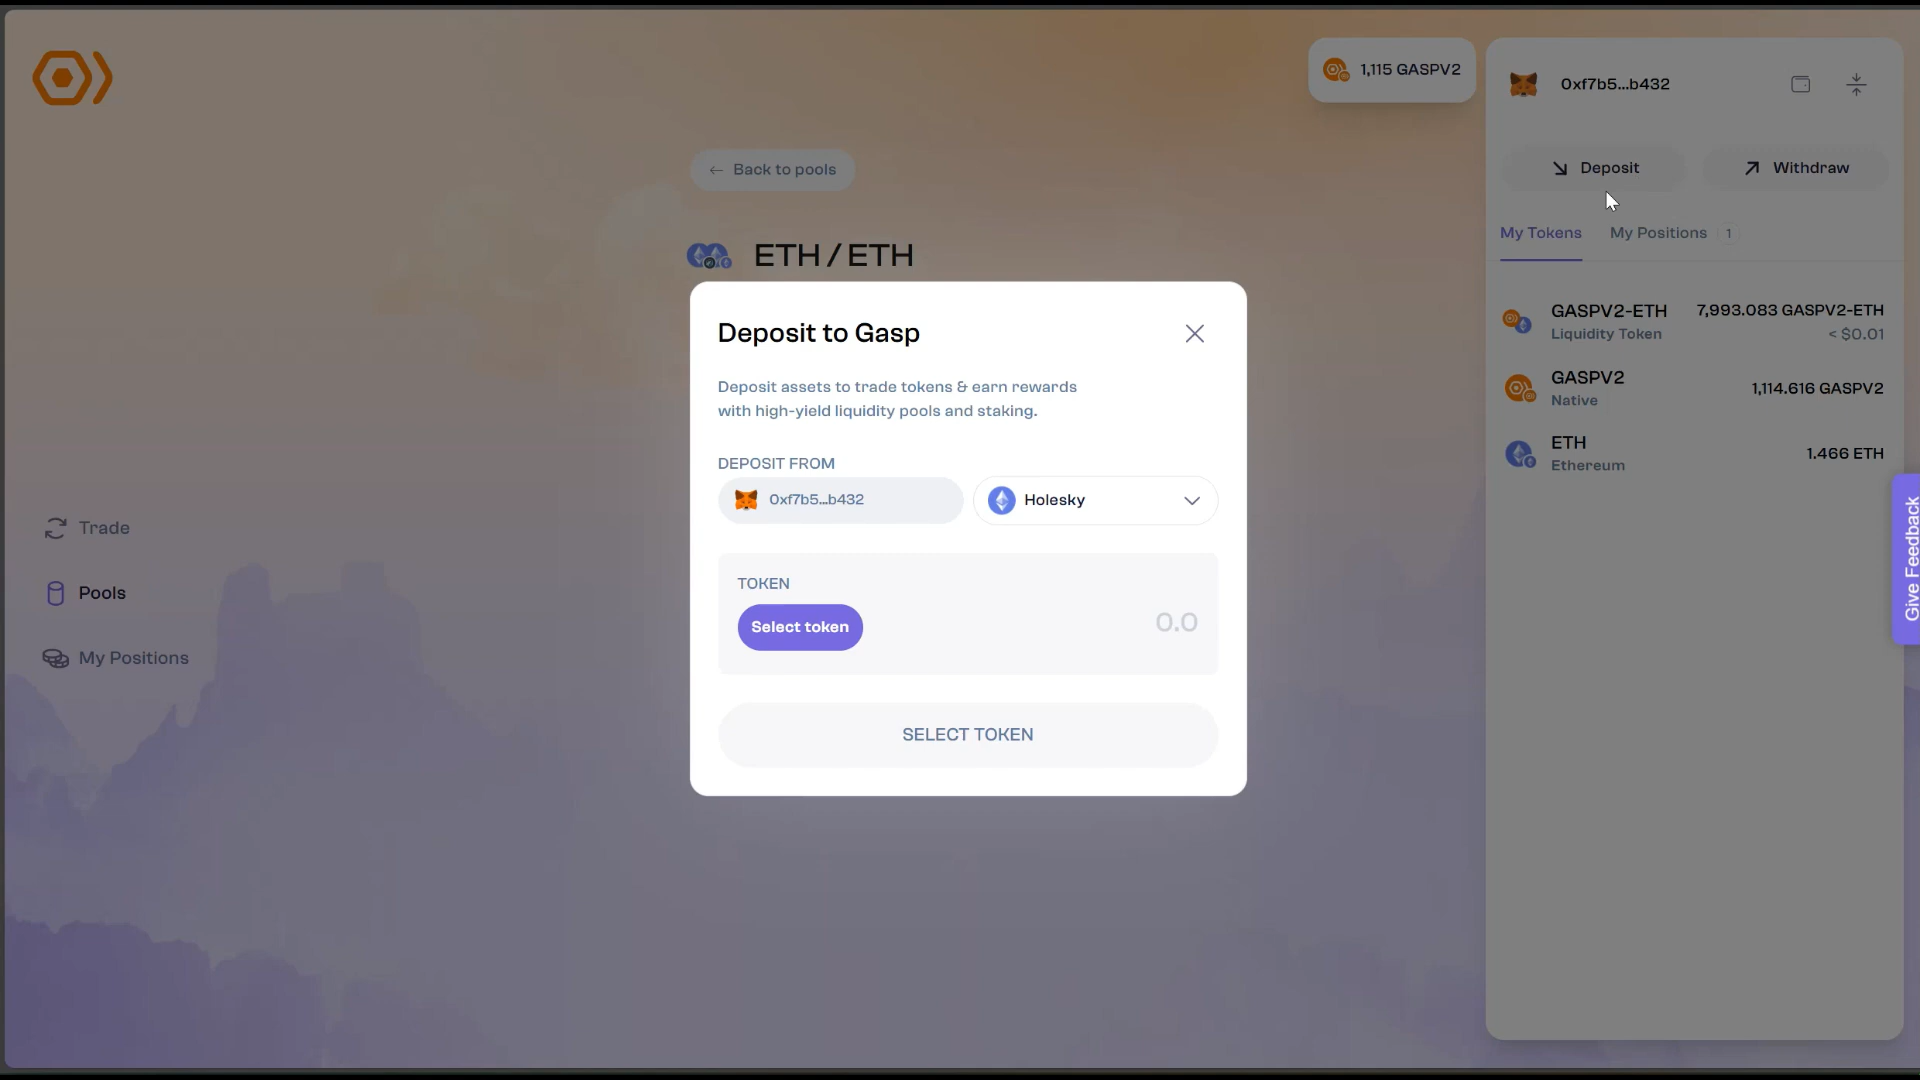 1,115 GASPV2
0xf7b5...b432
Back to pools
Deposit
Withdraw
My Tokens
My Positions 1
ETH / ETH
GASPV2-ETH
7,993.083 GASPV2-ETH
Liquidity Token
< $0.01
GASPV2
1,114.616 GASPV2
Native
ETH
1.466 ETH
Ethereum
Deposit to Gasp
Deposit assets to trade tokens & earn rewards
with high-yield liquidity pools and staking.
DEPOSIT FROM
0xf7b5...b432
Holesky
TOKEN
Select token
0.0
SELECT TOKEN
Trade
Pools
My Positions
Give Feedback